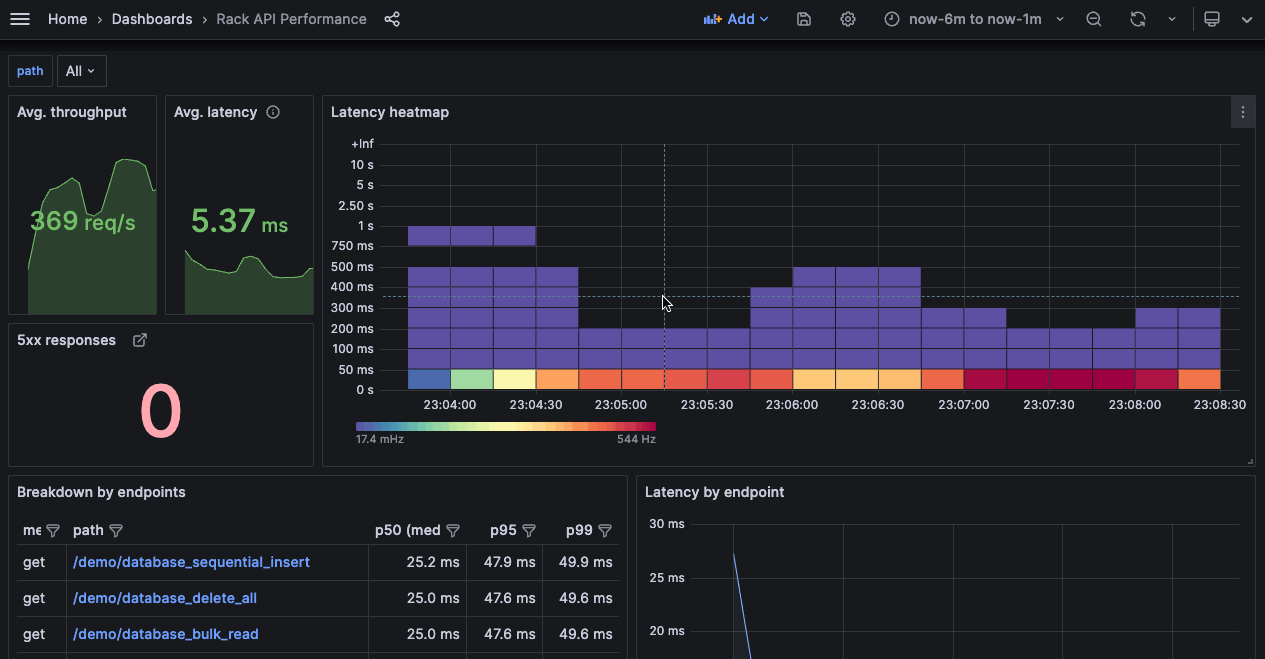 Home › Dashboards › Rack API Performance Add now-6m to now-1m
path All
Avg. throughput
369 req/s
Avg. latency
5.37 ms
5xx responses
0
Latency heatmap
+Inf
10 s
5 s
2.50 s
1 s
750 ms
500 ms
400 ms
300 ms
200 ms
100 ms
50 ms
0 s
23:04:00 23:04:30 23:05:00 23:05:30 23:06:00 23:06:30 23:07:00 23:07:30 23:08:00 23:08:30
17.4 mHz 544 Hz
Breakdown by endpoints
me path p50 (med p95 p99
get /demo/database_sequential_insert 25.2 ms 47.9 ms 49.9 ms
get /demo/database_delete_all 25.0 ms 47.6 ms 49.6 ms
get /demo/database_bulk_read 25.0 ms 47.6 ms 49.6 ms
Latency by endpoint
30 ms
25 ms
20 ms